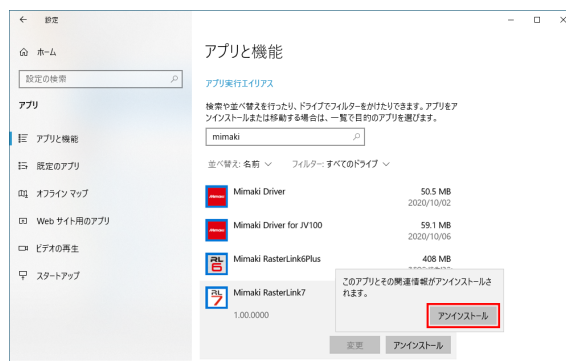 設定
ホーム
設定の検索
アプリ
アプリと機能
既定のアプリ
オフライン マップ
Web サイト用のアプリ
ビデオの再生
スタートアップ
アプリと機能
アプリ実行エイリアス
検索や並べ替えを行ったり、ドライブでフィルターをかけたりできます。アプリをア
ンインストールまたは移動する場合は、一覧で目的のアプリを選びます。
mimaki
並べ替え: 名前
フィルター: すべてのドライブ
Mimaki Driver
50.5 MB
2020/10/02
Mimaki Driver for JV100
59.1 MB
2020/10/06
RL
6
Mimaki RasterLink6Plus
408 MB
RL
7
Mimaki RasterLink7
1.00.0000
このアプリとその関連情報がアンインストールさ
れます。
アンインストール
変更
アンインストール